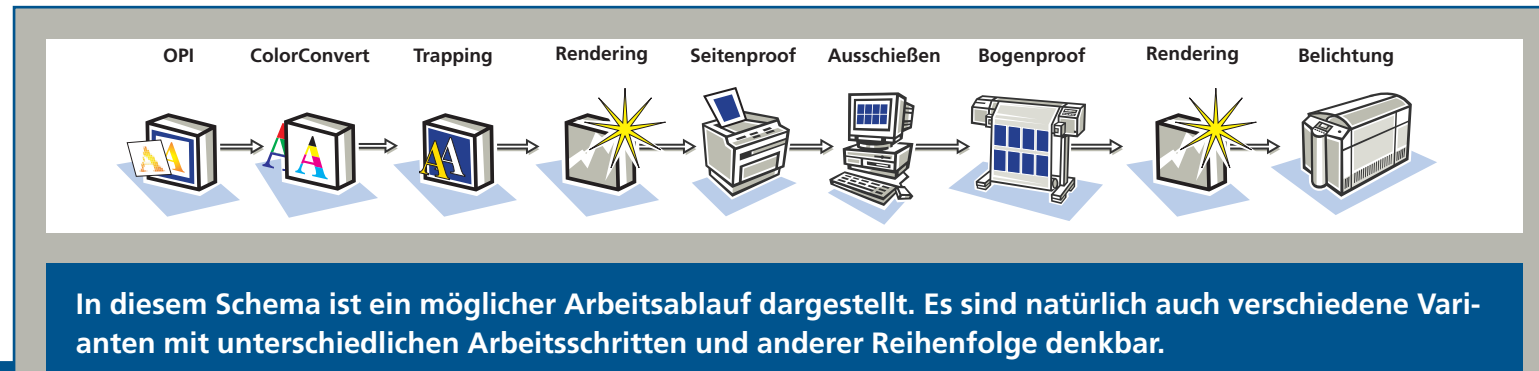 OPI ColorConvert Trapping Rendering Seitenproof Ausschießen Bogenproof Rendering Belichtung
In diesem Schema ist ein möglicher Arbeitsablauf dargestellt. Es sind natürlich auch verschiedene Vari-
anten mit unterschiedlichen Arbeitsschritten und anderer Reihenfolge denkbar.